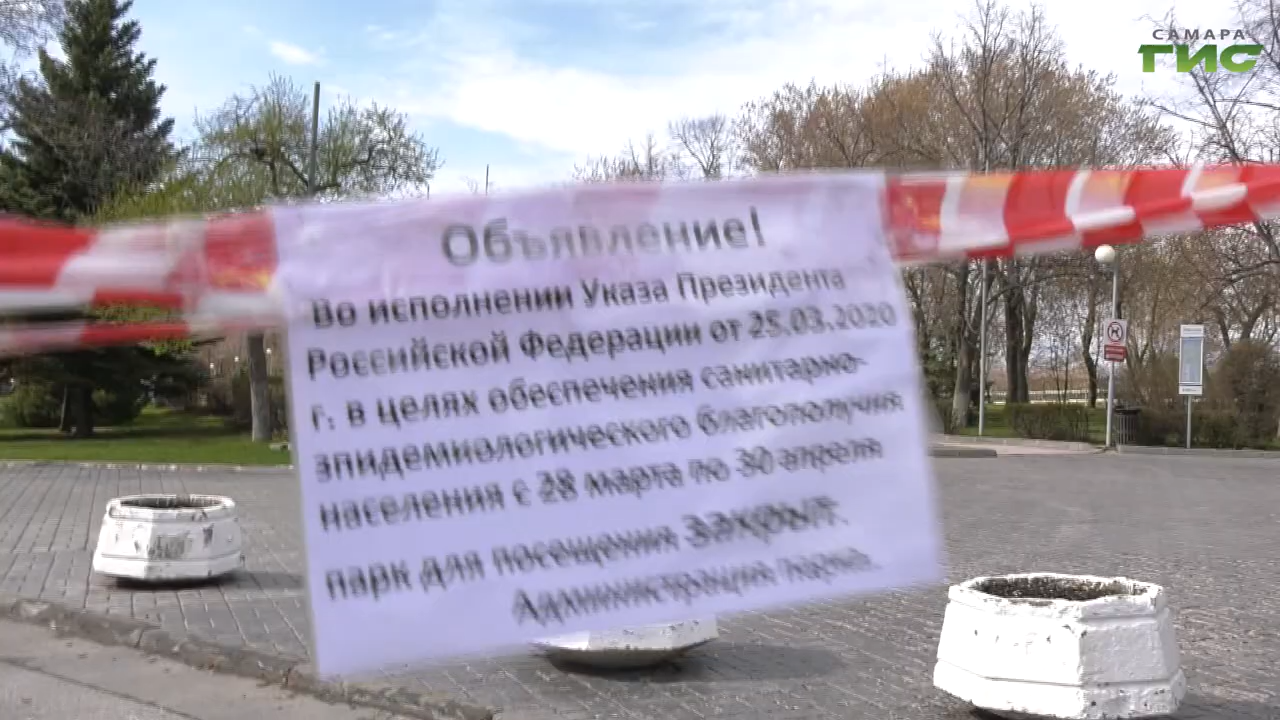 САМАРА
ГИС
Объявление!
Во исполнении Указа Президента
Российской Федерации от 25.03.2020
г. в целях обеспечения санитарно-
эпидемиологического благополучия
населения с 28 марта по 30 апреля
парк для посещения закрыт.
Администрация парка.